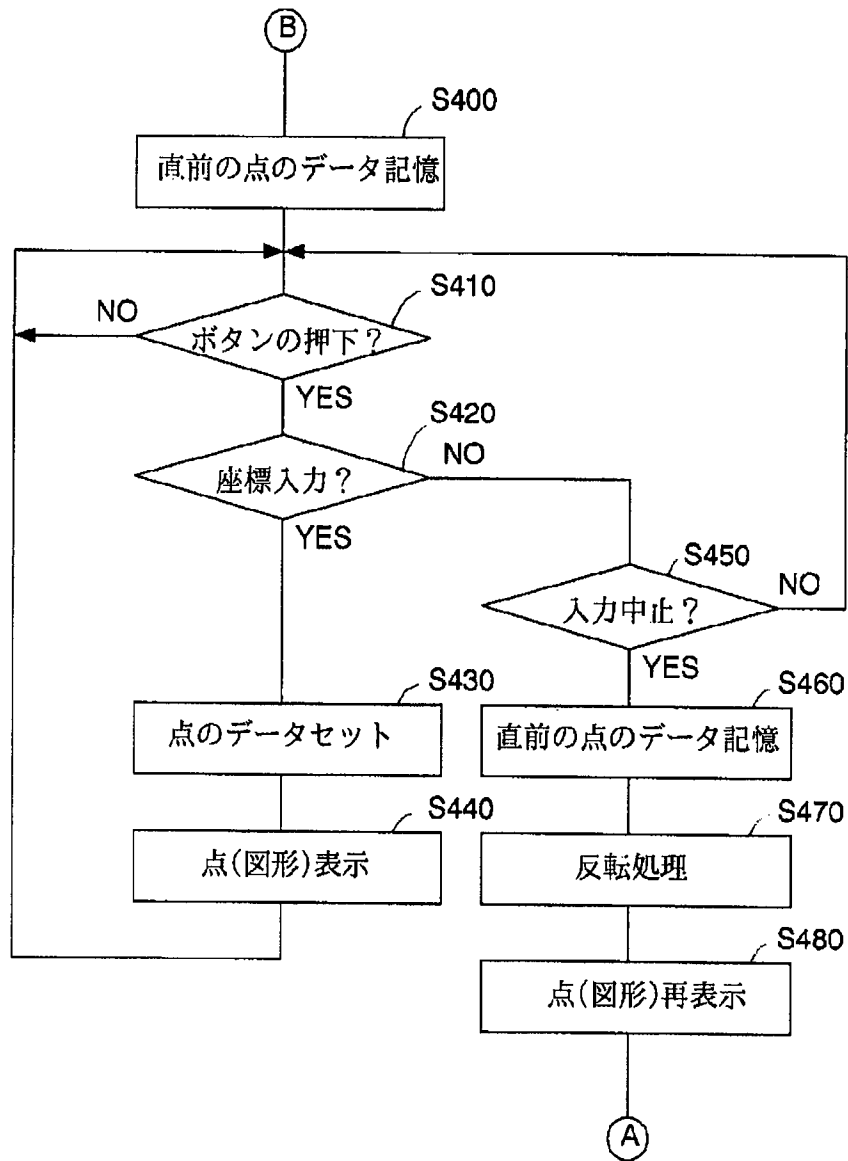 B
S400
直前の点のデータ記憶
S410
NO
ボタンの押下？
YES
S420
NO
座標入力？
YES
S450
NO
入力中止？
YES
S430
点のデータセット
S460
直前の点のデータ記憶
S440
点(図形)表示
S470
反転処理
S480
点(図形)再表示
A